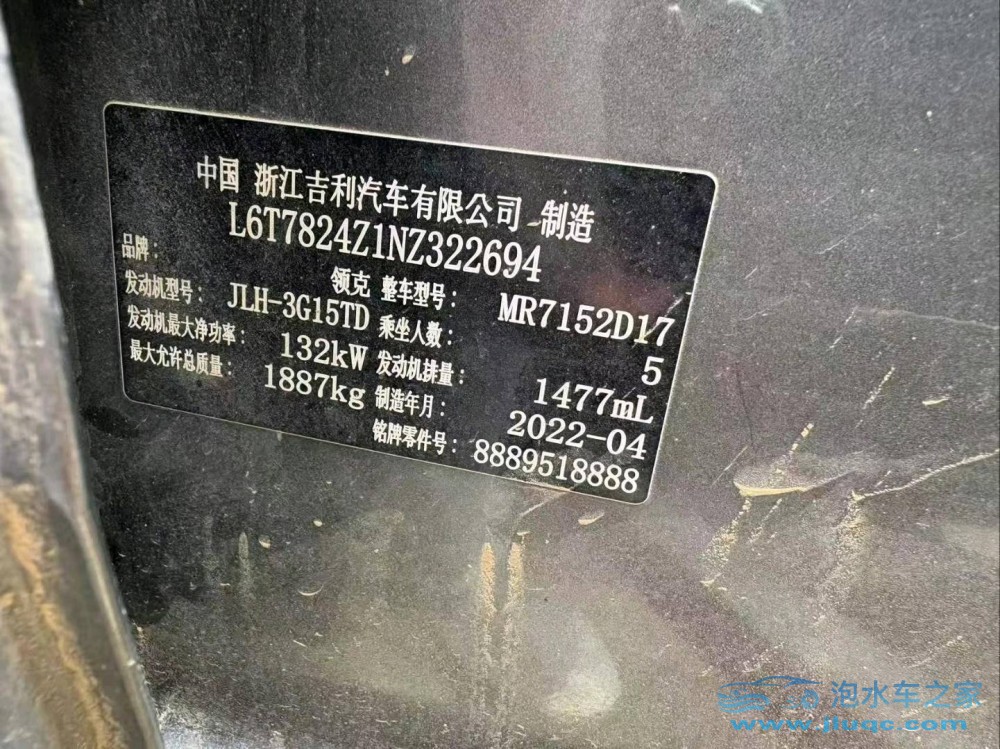 中国 浙江吉利汽车有限公司 制造
L6T7824Z1NZ322694
品牌： 领克 整车型号： MR7152D17
发动机型号： JLH-3G15TD 乘坐人数： 5
发动机最大净功率： 132kW 发动机排量： 1477mL
最大允许总质量： 1887kg 制造年月： 2022-04
铭牌零件号： 8889518888
泡水车之家
www.jluqc.com